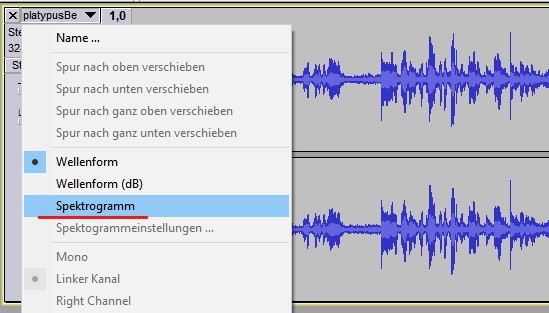 platypusBe 1,0
Ste
32-
St
Name ...
Spur nach oben verschieben
Spur nach unten verschieben
Spur nach ganz oben verschieben
Spur nach ganz unten verschieben
Wellenform
Wellenform (dB)
Spektrogramm
Spektogrammeinstellungen ...
Mono
Linker Kanal
Right Channel